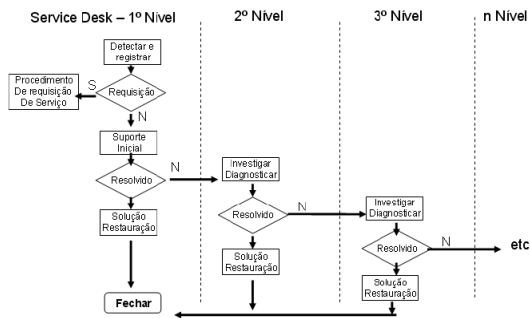 Service Desk – 1º Nível
2º Nível
3º Nível
n Nível
Detectar e
registrar
Procedimento
De requisição
De Serviço
S
Requisição
N
Suporte
Inicial
Resolvido
N
Solução
Restauração
Fechar
Investigar
Diagnosticar
Resolvido
N
Solução
Restauração
Investigar
Diagnosticar
Resolvido
N
etc
Solução
Restauração